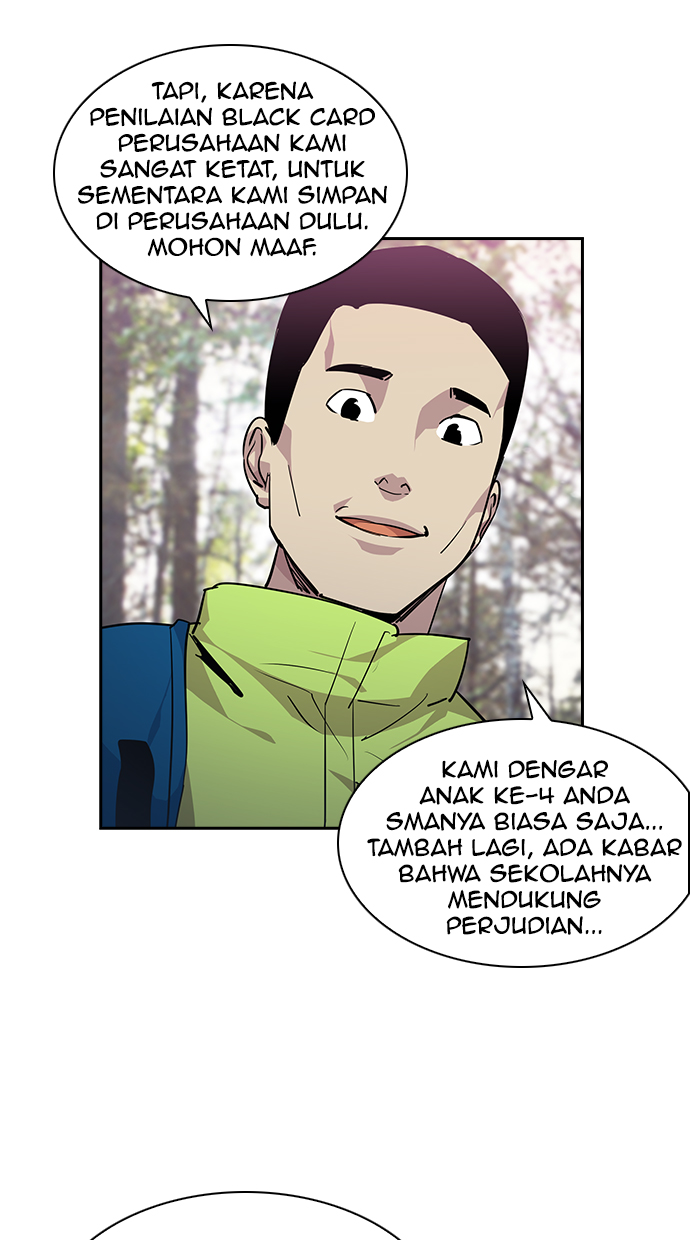 TAPI, KARENA
PENILAIAN BLACK CARD
PERUSAHAAN KAMI
SANGAT KETAT, UNTUK
SEMENTARA KAMI SIMPAN
DI PERUSAHAAN DULU.
MOHON MAAF.
KAMI DENGAR
ANAK KE-4 ANDA
SMANYA BIASA SAJA...
TAMBAH LAGI, ADA KABAR
BAHWA SEKOLAHNYA
MENDUKUNG
PERJUDIAN...